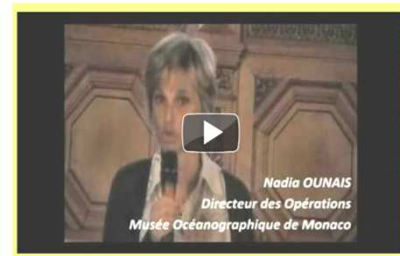 Nadia OUNAIS
Directeur des Opérations
Musée Océanographique de Monaco